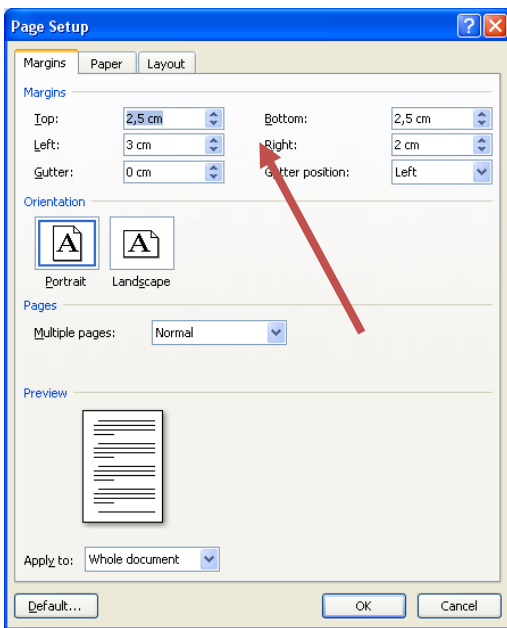 Page Setup
Margins Paper Layout
Margins
Top: 2,5 cm Bottom: 2,5 cm
Left: 3 cm Right: 2 cm
Gutter: 0 cm Gutter position: Left
Orientation
A A
Portrait Landscape
Pages
Multiple pages: Normal
Preview
Apply to: Whole document
Default... OK Cancel